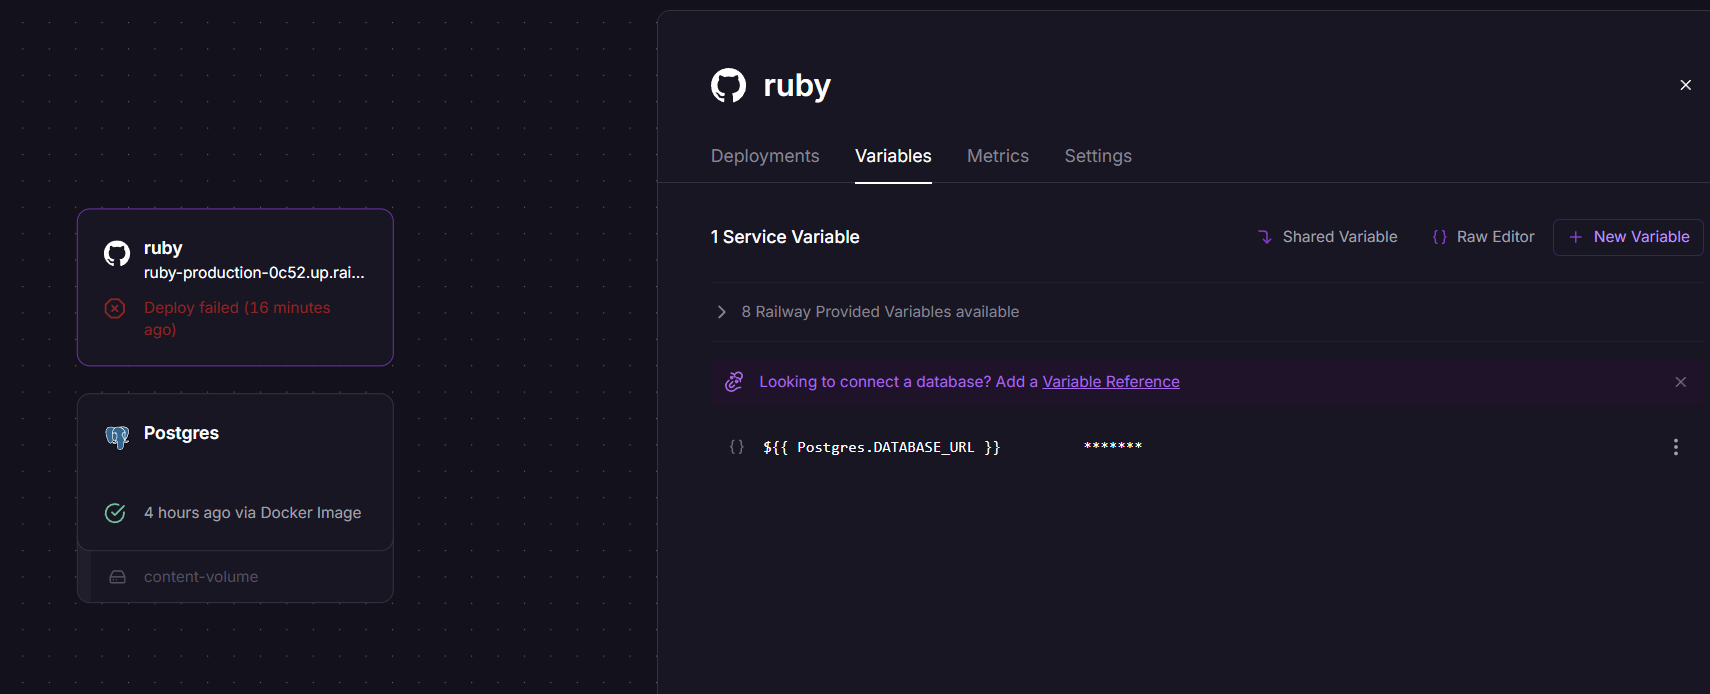 ruby
ruby-production-0c52.up.rai...
Deploy failed (16 minutes
ago)
Postgres
4 hours ago via Docker Image
content-volume
ruby
Deployments Variables Metrics Settings
1 Service Variable
Shared Variable {} Raw Editor + New Variable
8 Railway Provided Variables available
Looking to connect a database? Add a Variable Reference
{} ${{ Postgres.DATABASE_URL }} *******